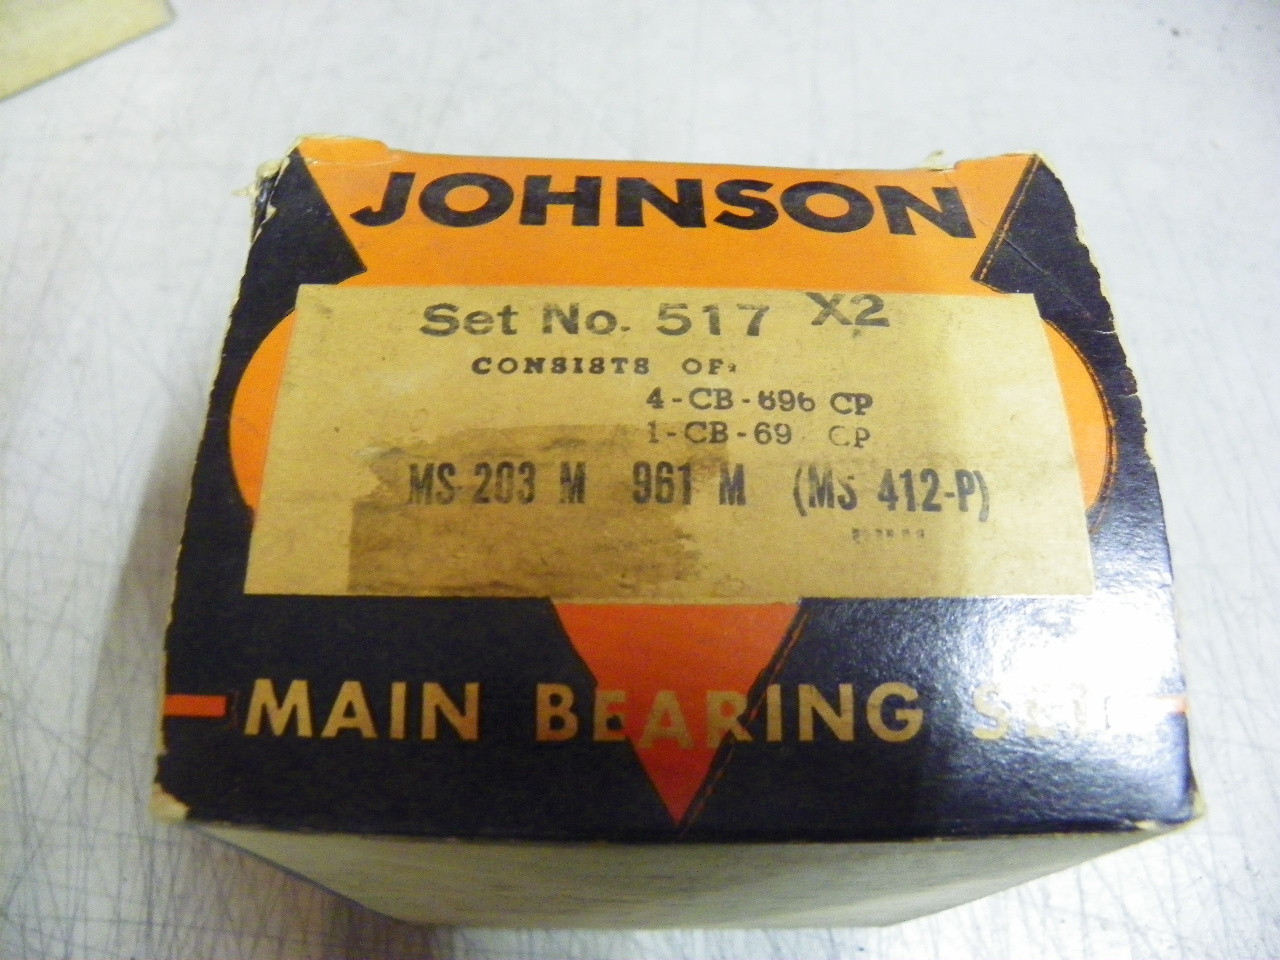 JOHNSON
Set No. 517 X2
CONSISTS OF:
4-CB-696 CP
1-CB-69 CP
MS-203 M 961 M (MS 412-P)
MAIN BEARING